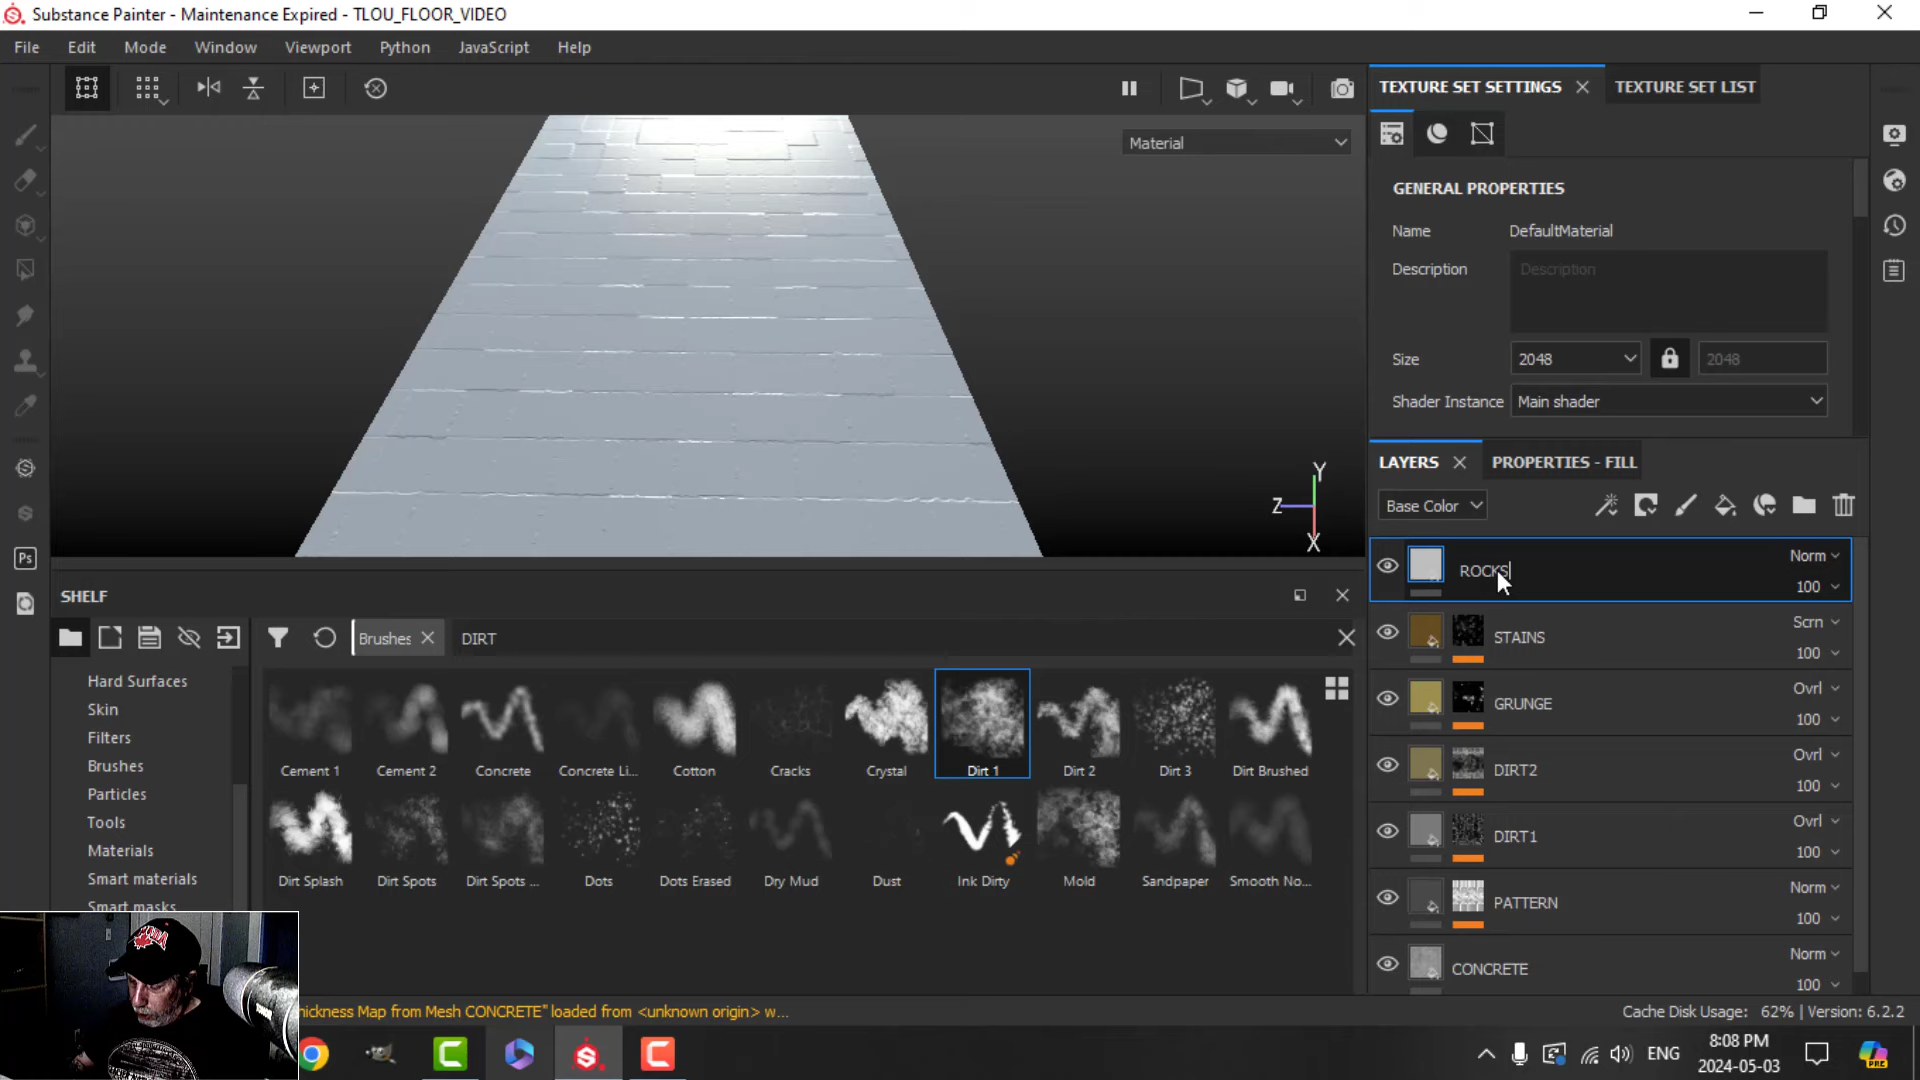 Substance Painter - Maintenance Expired - TLOU_FLOOR_VIDEO
File Edit Mode Window Viewport Python JavaScript Help
Material
Y
Z
X
TEXTURE SET SETTINGS TEXTURE SET LIST
GENERAL PROPERTIES
Name DefaultMaterial
Description Description
Size 2048 2048
Shader Instance Main shader
LAYERS PROPERTIES - FILL
Base Color
ROCKS Norm 100
STAINS Scrn 100
GRUNGE Ovrl 100
DIRT2 Ovrl 100
DIRT1 Ovrl 100
PATTERN Norm 100
CONCRETE Norm 100
SHELF
Brushes DIRT
Hard Surfaces
Skin
Filters
Brushes
Particles
Tools
Materials
Smart materials
Smart masks
Cement 1 Cement 2 Concrete Concrete Li... Cotton Cracks Crystal Dirt 1 Dirt 2 Dirt 3 Dirt Brushed
Dirt Splash Dirt Spots Dirt Spots ... Dots Dots Erased Dry Mud Dust Ink Dirty Mold Sandpaper Smooth No...
Ps
hickness Map from Mesh CONCRETE" loaded from <unknown origin> w...
Cache Disk Usage: 62% | Version: 6.2.2
ENG
8:08 PM
2024-05-03
PRE